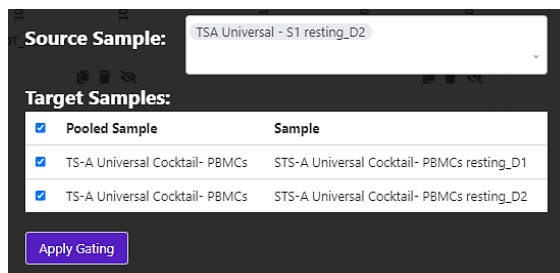 Source Sample:
TSA Universal - S1 resting_D2
Target Samples:
Pooled Sample Sample
TS-A Universal Cocktail- PBMCs STS-A Universal Cocktail- PBMCs resting_D1
TS-A Universal Cocktail- PBMCs STS-A Universal Cocktail- PBMCs resting_D2
Apply Gating